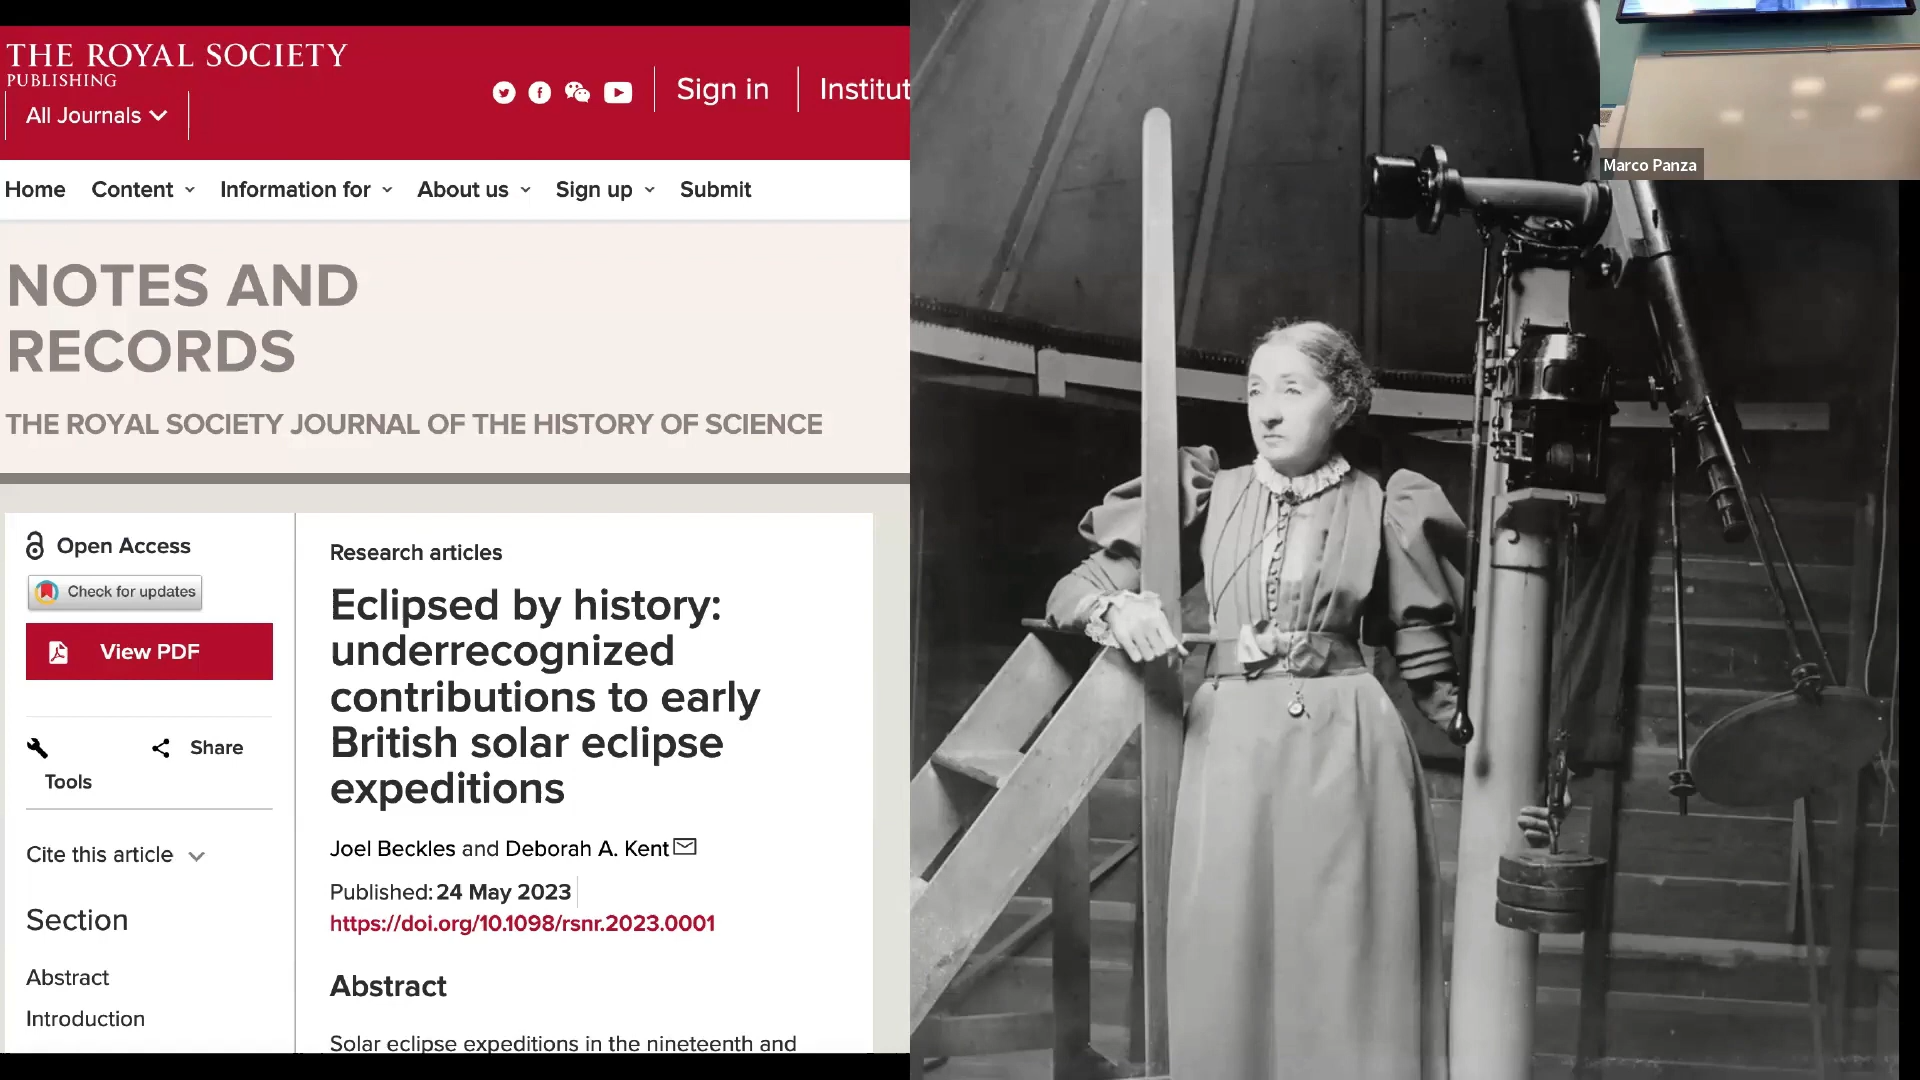 THE ROYAL SOCIETY
PUBLISHING
All Journals
Sign in
Institut
Home Content Information for About us Sign up Submit
NOTES AND
RECORDS
THE ROYAL SOCIETY JOURNAL OF THE HISTORY OF SCIENCE
Open Access
Check for updates
View PDF
Share
Tools
Cite this article
Section
Abstract
Introduction
Research articles
Eclipsed by history:
underrecognized
contributions to early
British solar eclipse
expeditions
Joel Beckles and Deborah A. Kent
Published: 24 May 2023
https://doi.org/10.1098/rsnr.2023.0001
Abstract
Solar eclipse expeditions in the nineteenth and
Marco Panza